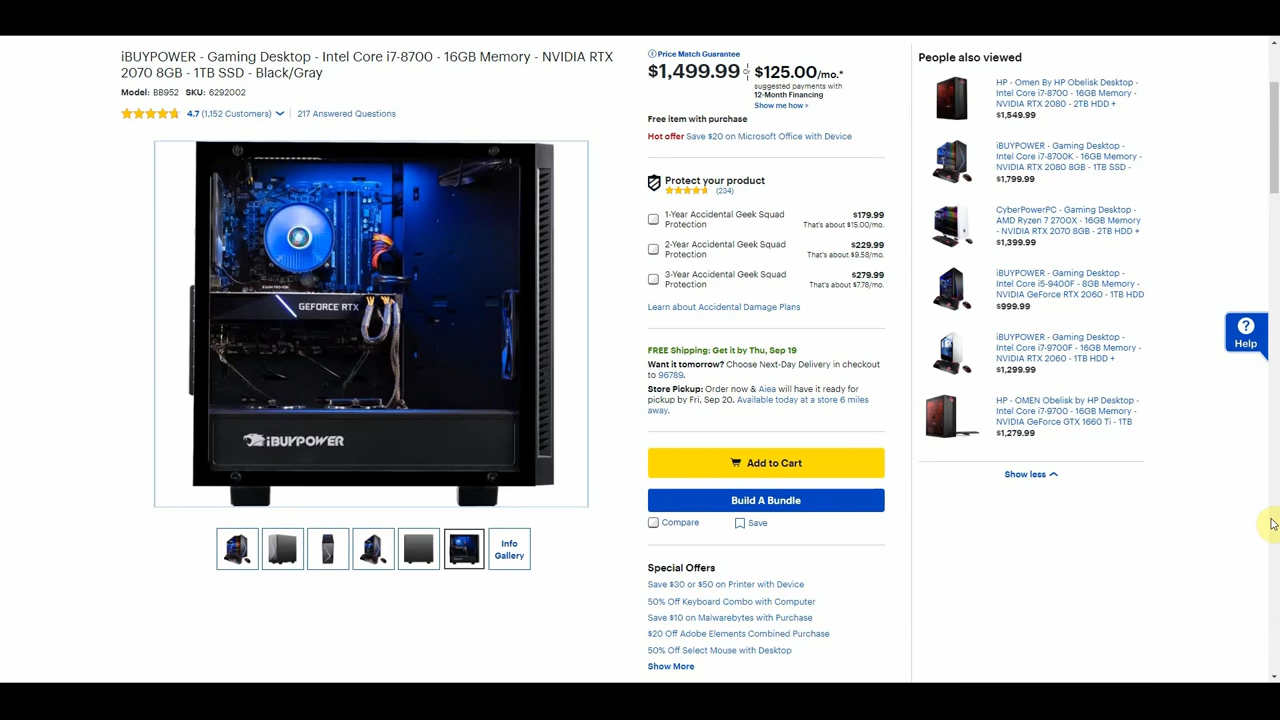 iBUYPOWER - Gaming Desktop - Intel Core i7-8700 - 16GB Memory - NVIDIA RTX
2070 8GB - 1TB SSD - Black/Gray
Model: BB952 SKU: 6292002
4.7 (1,152 Customers) 217 Answered Questions
GEFORCE RTX
iBUYPOWER
Info
Gallery
Price Match Guarantee
$1,499.99 or $125.00/mo.*
suggested payments with
12-Month Financing
Show me how >
Free item with purchase
Hot offer Save $20 on Microsoft Office with Device
Protect your product
(234)
1-Year Accidental Geek Squad
Protection
$179.99
That's about $15.00/mo.
2-Year Accidental Geek Squad
Protection
$229.99
That's about $9.58/mo.
3-Year Accidental Geek Squad
Protection
$279.99
That's about $7.78/mo.
Learn about Accidental Damage Plans
FREE Shipping: Get it by Thu, Sep 19
Want it tomorrow? Choose Next-Day Delivery in checkout
to 96789.
Store Pickup: Order now & Aiea will have it ready for
pickup by Fri, Sep 20. Available today at a store 6 miles
away.
Add to Cart
Build A Bundle
Compare Save
Special Offers
Save $30 or $50 on Printer with Device
50% Off Keyboard Combo with Computer
Save $10 on Malwarebytes with Purchase
$20 Off Adobe Elements Combined Purchase
50% Off Select Mouse with Desktop
Show More
People also viewed
HP - Omen By HP Obelisk Desktop -
Intel Core i7-8700 - 16GB Memory -
NVIDIA RTX 2080 - 2TB HDD +
$1,549.99
iBUYPOWER - Gaming Desktop -
Intel Core i7-8700K - 16GB Memory -
NVIDIA RTX 2080 8GB - 1TB SSD -
$1,799.99
CyberPowerPC - Gaming Desktop -
AMD Ryzen 7 2700X - 16GB Memory
- NVIDIA RTX 2070 8GB - 2TB HDD +
$1,399.99
iBUYPOWER - Gaming Desktop -
Intel Core i5-9400F - 8GB Memory -
NVIDIA GeForce RTX 2060 - 1TB HDD
$999.99
iBUYPOWER - Gaming Desktop -
Intel Core i7-9700F - 16GB Memory -
NVIDIA RTX 2060 - 1TB HDD +
$1,299.99
HP - OMEN Obelisk by HP Desktop -
Intel Core i7-9700 - 16GB Memory -
NVIDIA GeForce GTX 1660 Ti - 1TB
$1,279.99
Show less
? Help